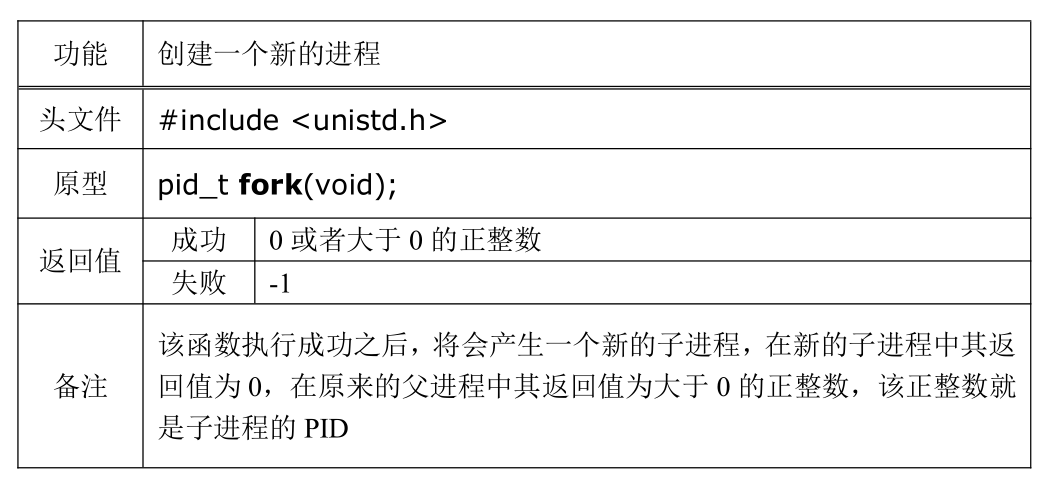 功能 创建一个新的进程
头文件 #include <unistd.h>
原型 pid_t fork(void);
返回值 成功 0 或者大于 0 的正整数
失败 -1
备注 该函数执行成功之后，将会产生一个新的子进程，在新的子进程中其返
回值为 0，在原来的父进程中其返回值为大于 0 的正整数，该正整数就
是子进程的 PID